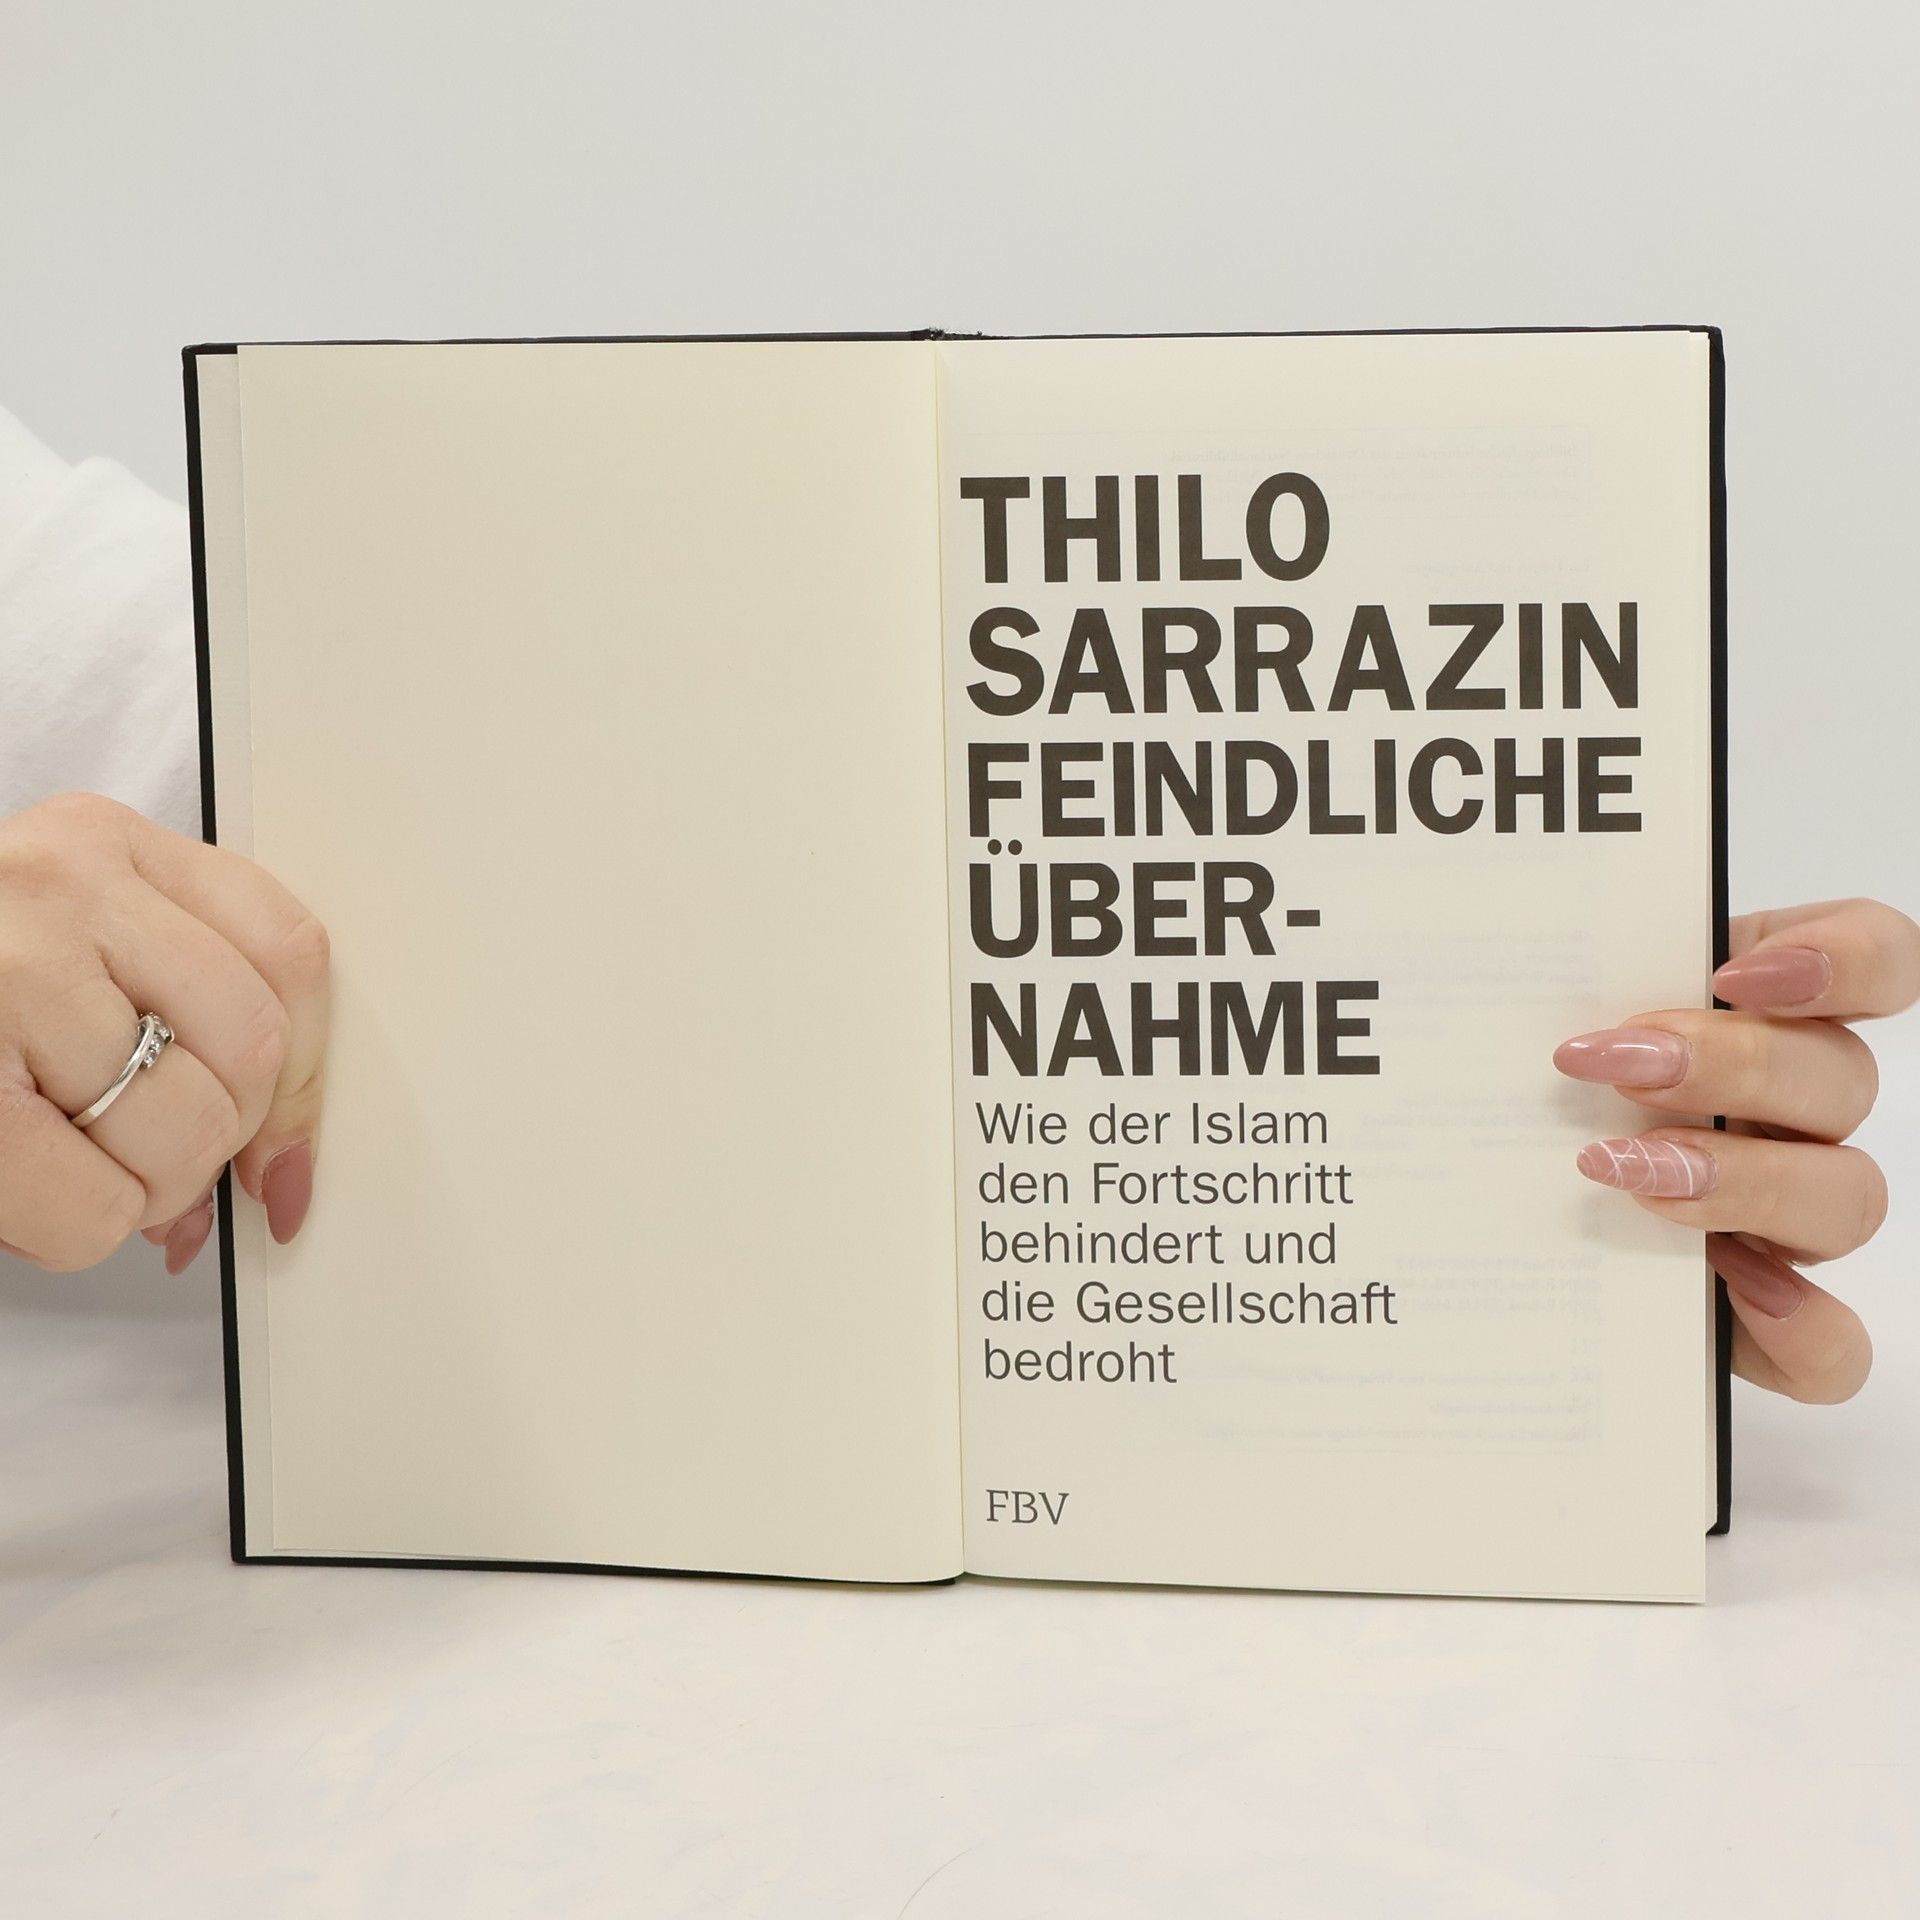 THILO
SARRAZIN
FEINDLICHE
ÜBER-
NAHME
Wie der Islam
den Fortschritt
behindert und
die Gesellschaft
bedroht
FBV